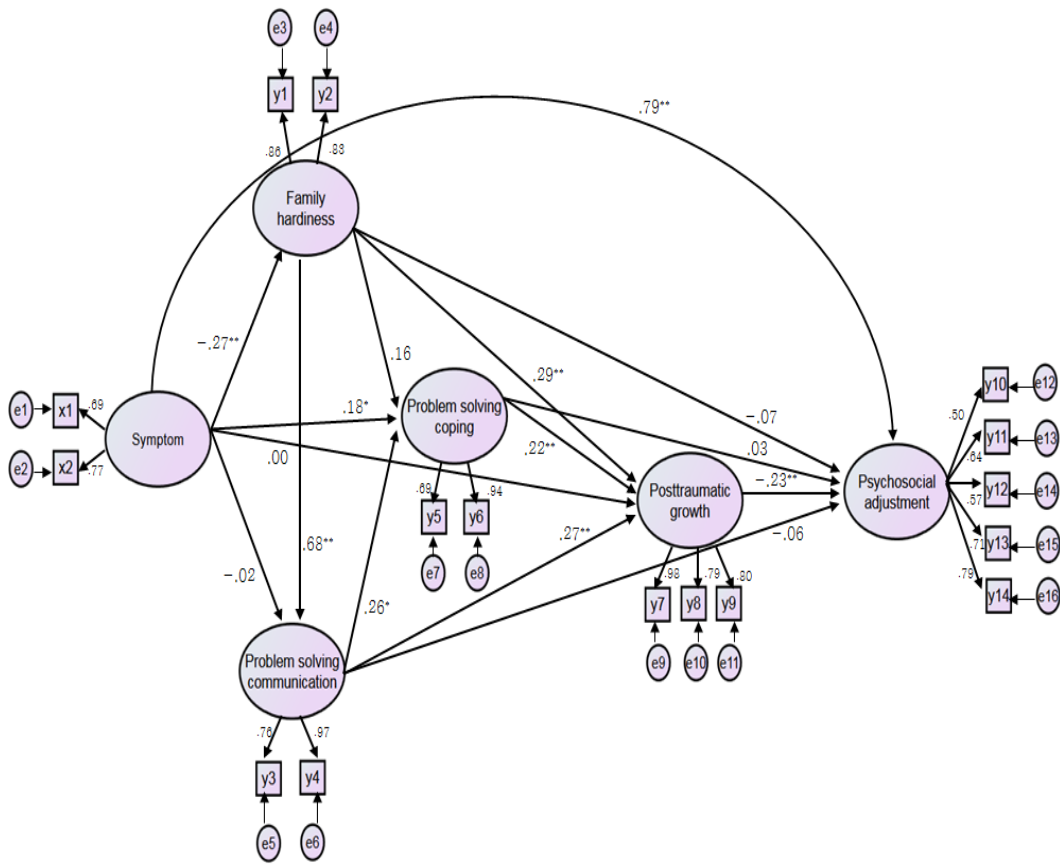 e3
e4
y1
y2
.86
.88
.79**
Family
hardiness
-.27**
.16
.29**
-.07
e1
x1
.69
e2
x2
.77
Symptom
.18*
.00
Problem solving
coping
.22**
.03
.69
.94
y5
y6
e7
e8
Posttraumatic
growth
-.23**
-.06
.27**
.98
.79
.80
y7
y8
y9
e9
e10
e11
Psychosocial
adjustment
.50
y10
e12
.64
y11
e13
.57
y12
e14
.71
y13
e15
.79
y14
e16
-.02
.68**
.26*
Problem solving
communication
.76
.97
y3
y4
e5
e6